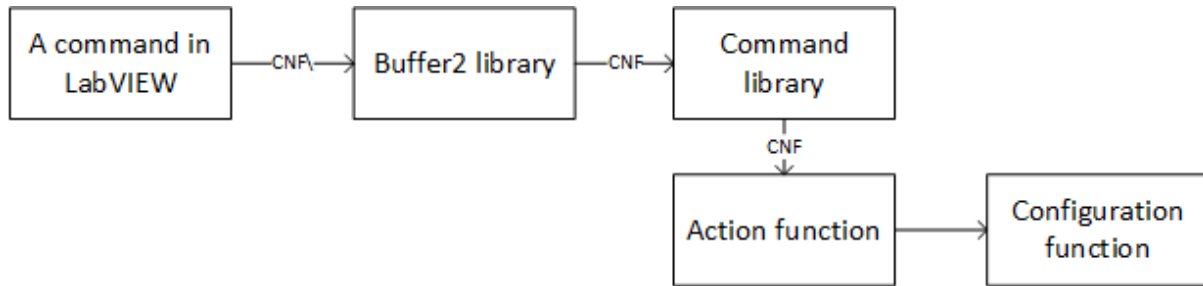 A command in
LabVIEW
CNF\
Buffer2 library
CNF
Command
library
CNF
Action function
Configuration
function